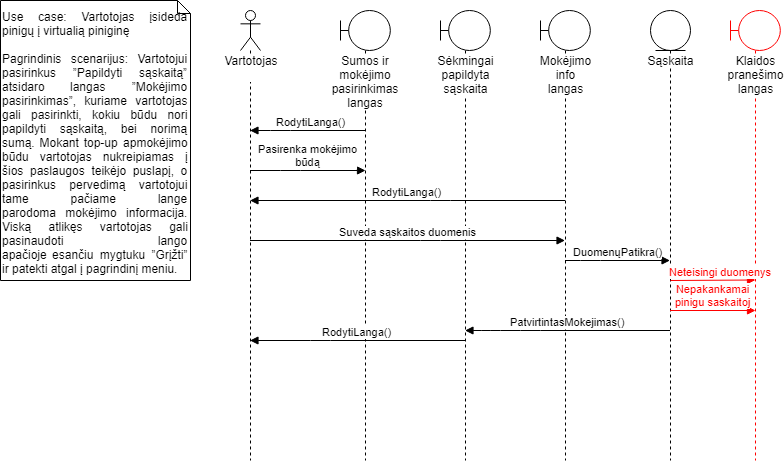 Use case: Vartotojas įsideda
pinigų į virtualią piniginę
Pagrindinis scenarijus: Vartotojui
pasirinkus ”Papildyti sąskaitą”
atsidaro langas ”Mokėjimo
pasirinkimas”, kuriame vartotojas
gali pasirinkti, kokiu būdu nori
papildyti sąskaitą, bei norimą
sumą. Mokant top-up apmokėjimo
būdu vartotojas nukreipiamas į
šios paslaugos teikėjo puslapį, o
pasirinkus pervedimą vartotojui
tame pačiame lange
parodoma mokėjimo informacija.
Viską atlikęs vartotojas gali
pasinaudoti lango
apačioje esančiu mygtuku ”Grįžti”
ir patekti atgal į pagrindinį meniu.
Vartotojas
Sumos ir
mokėjimo
pasirinkimas
langas
Sėkmingai
papildyta
sąskaita
Mokėjimo
info
langas
Sąskaita
Klaidos
pranešimo
langas
RodytiLanga()
Pasirenka mokėjimo
būdą
RodytiLanga()
Suveda sąskaitos duomenis
DuomenųPatikra()
Neteisingi duomenys
Nepakankamai
pinigu saskaitoj
PatvirtintasMokejimas()
RodytiLanga()